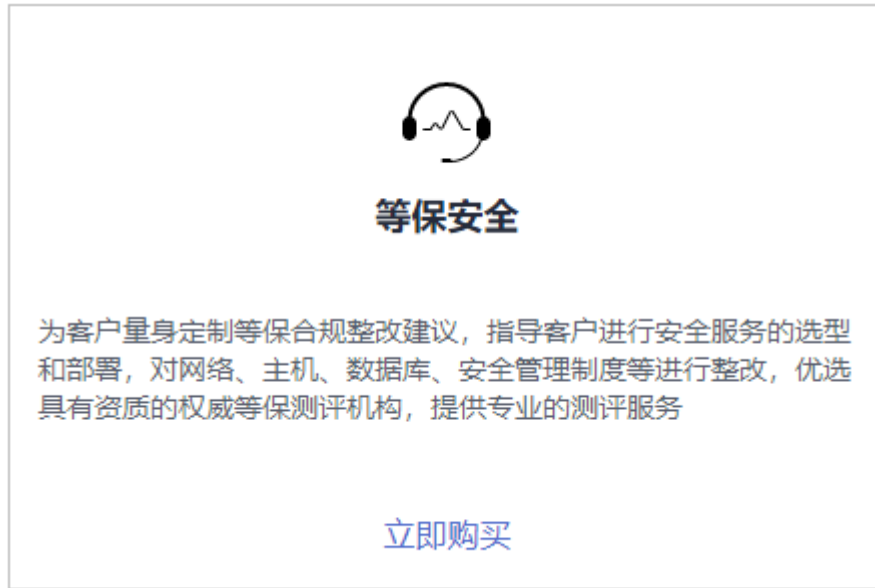 等保安全
为客户量身定制等保合规整改建议，指导客户进行安全服务的选型
和部署，对网络、主机、数据库、安全管理制度等进行整改，优选
具有资质的权威等保测评机构，提供专业的测评服务
立即购买